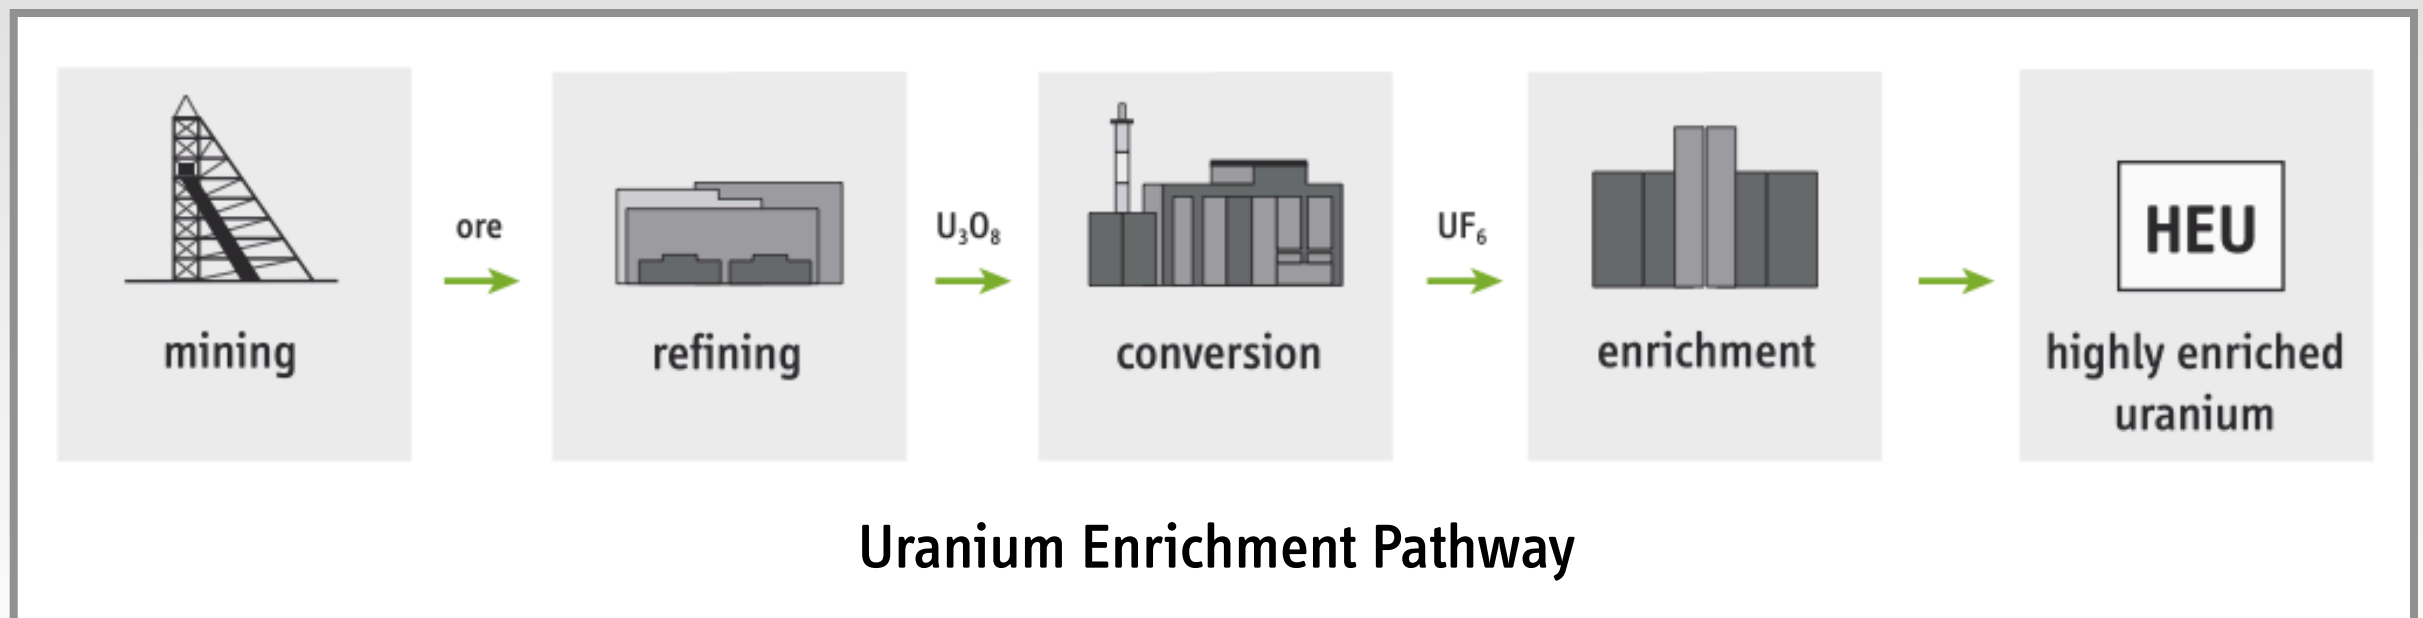 ore
U₃O₈
UF₆
HEU
mining
refining
conversion
enrichment
highly enriched
uranium
Uranium Enrichment Pathway